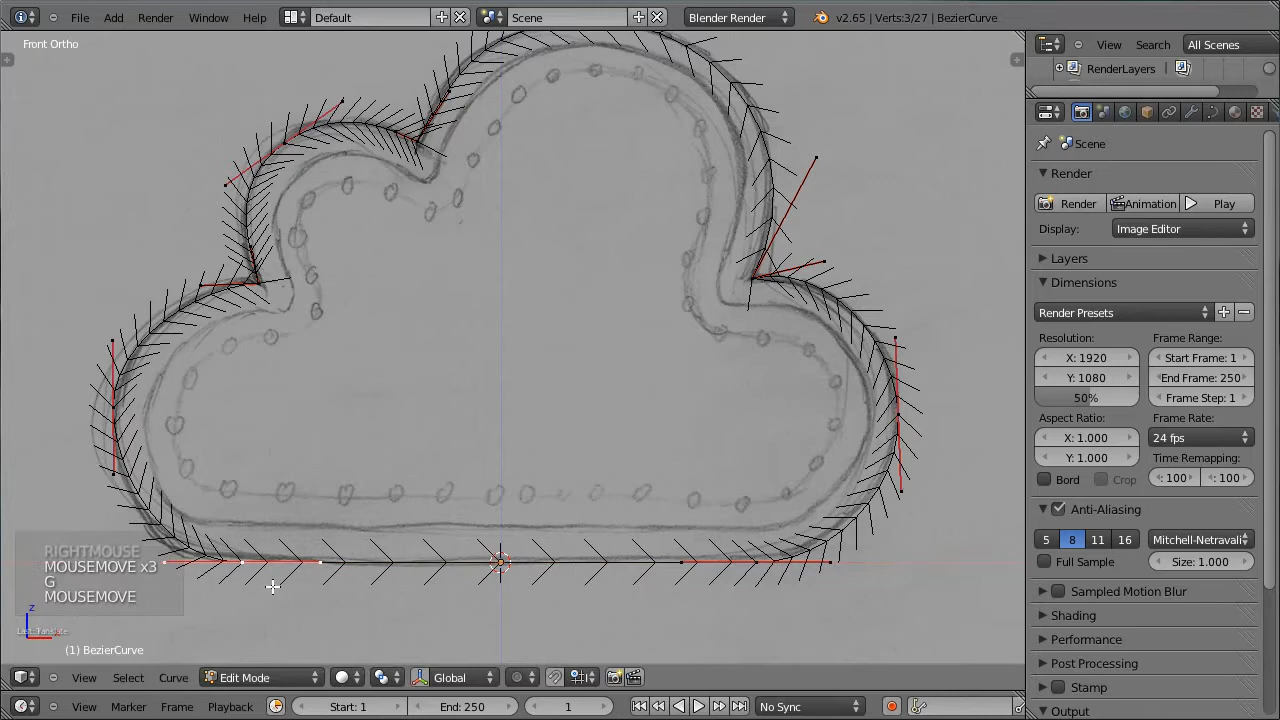 File Add Render Window Help Default Scene Blender Render v2.65 | Verts:3/27 | BezierCurve
Front Ortho
View Search All Scenes
RenderLayers
Scene
Render
Render Animation Play
Display: Image Editor
Layers
Dimensions
Render Presets
Resolution: Frame Range:
X: 1920 Start Frame: 1
Y: 1080 End Frame: 250
50% Frame Step: 1
Aspect Ratio: Frame Rate:
X: 1.000 24 fps
Y: 1.000 Time Remapping:
Bord Crop : 100 : 100
Anti-Aliasing
5 8 11 16 Mitchell-Netravali
Full Sample Size: 1.000
Sampled Motion Blur
Shading
Performance
Post Processing
Stamp
Output
RIGHTMOUSE
MOUSEMOVE x3
G
MOUSEMOVE
z
Last: Translate
(1) BezierCurve
View Select Curve Edit Mode Global
View Marker Frame Playback Start: 1 End: 250 1 No Sync